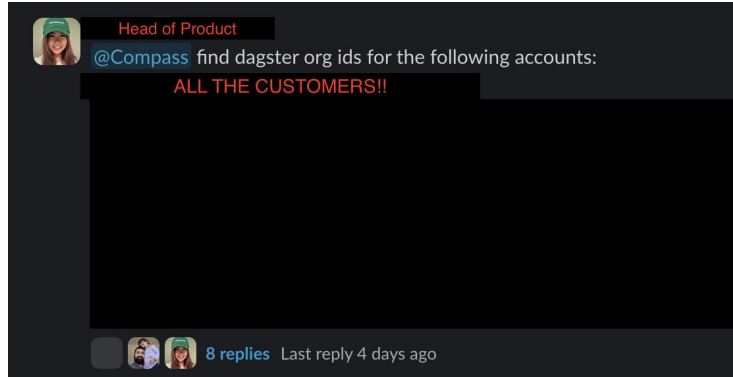 Head of Product
@Compass find dagster org ids for the following accounts:
ALL THE CUSTOMERS!!
8 replies Last reply 4 days ago